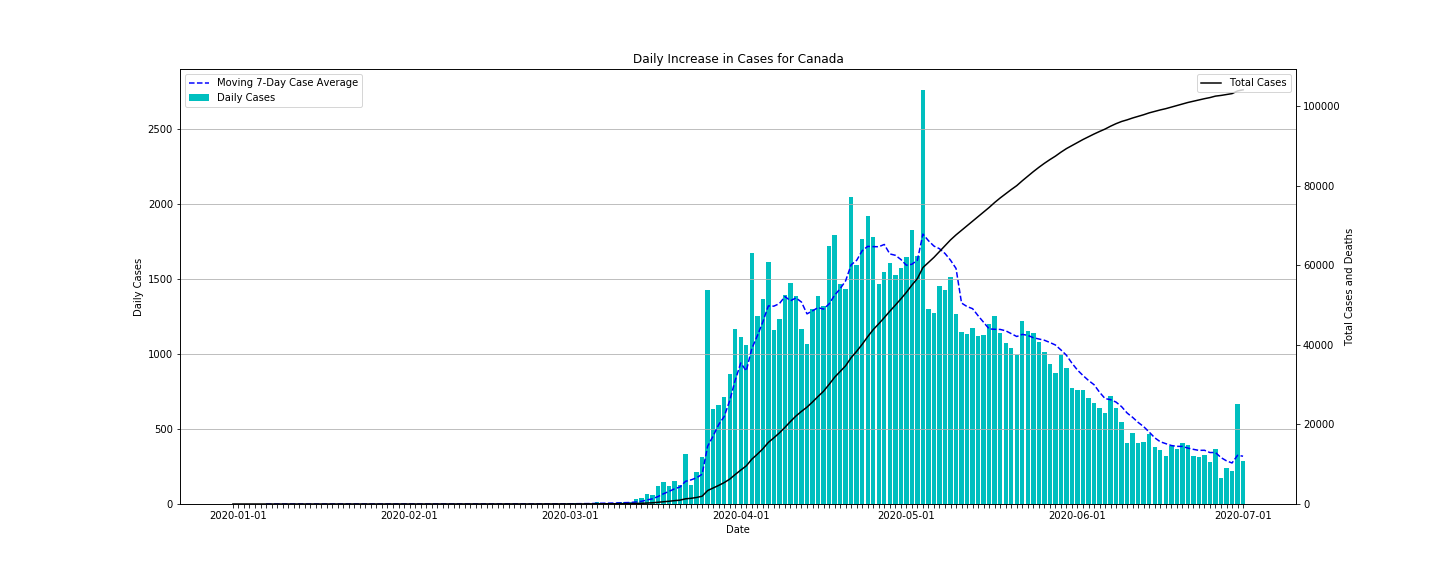 Daily Increase in Cases for Canada
Moving 7-Day Case Average
Daily Cases
Total Cases
2500
2000
1500
1000
500
0
Daily Cases
100000
80000
60000
40000
20000
0
Total Cases and Deaths
2020-01-01
2020-02-01
2020-03-01
2020-04-01
2020-05-01
2020-06-01
2020-07-01
Date